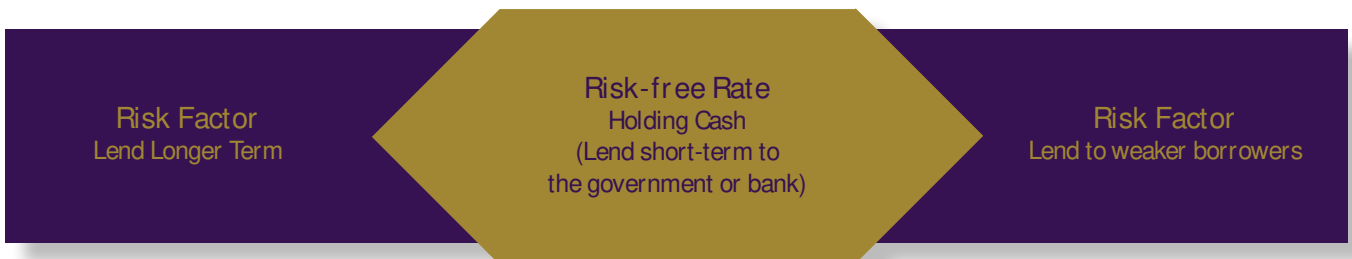 Risk Factor
Lend Longer Term
Risk-free Rate
Holding Cash
(Lend short-term to
the government or bank)
Risk Factor
Lend to weaker borrowers